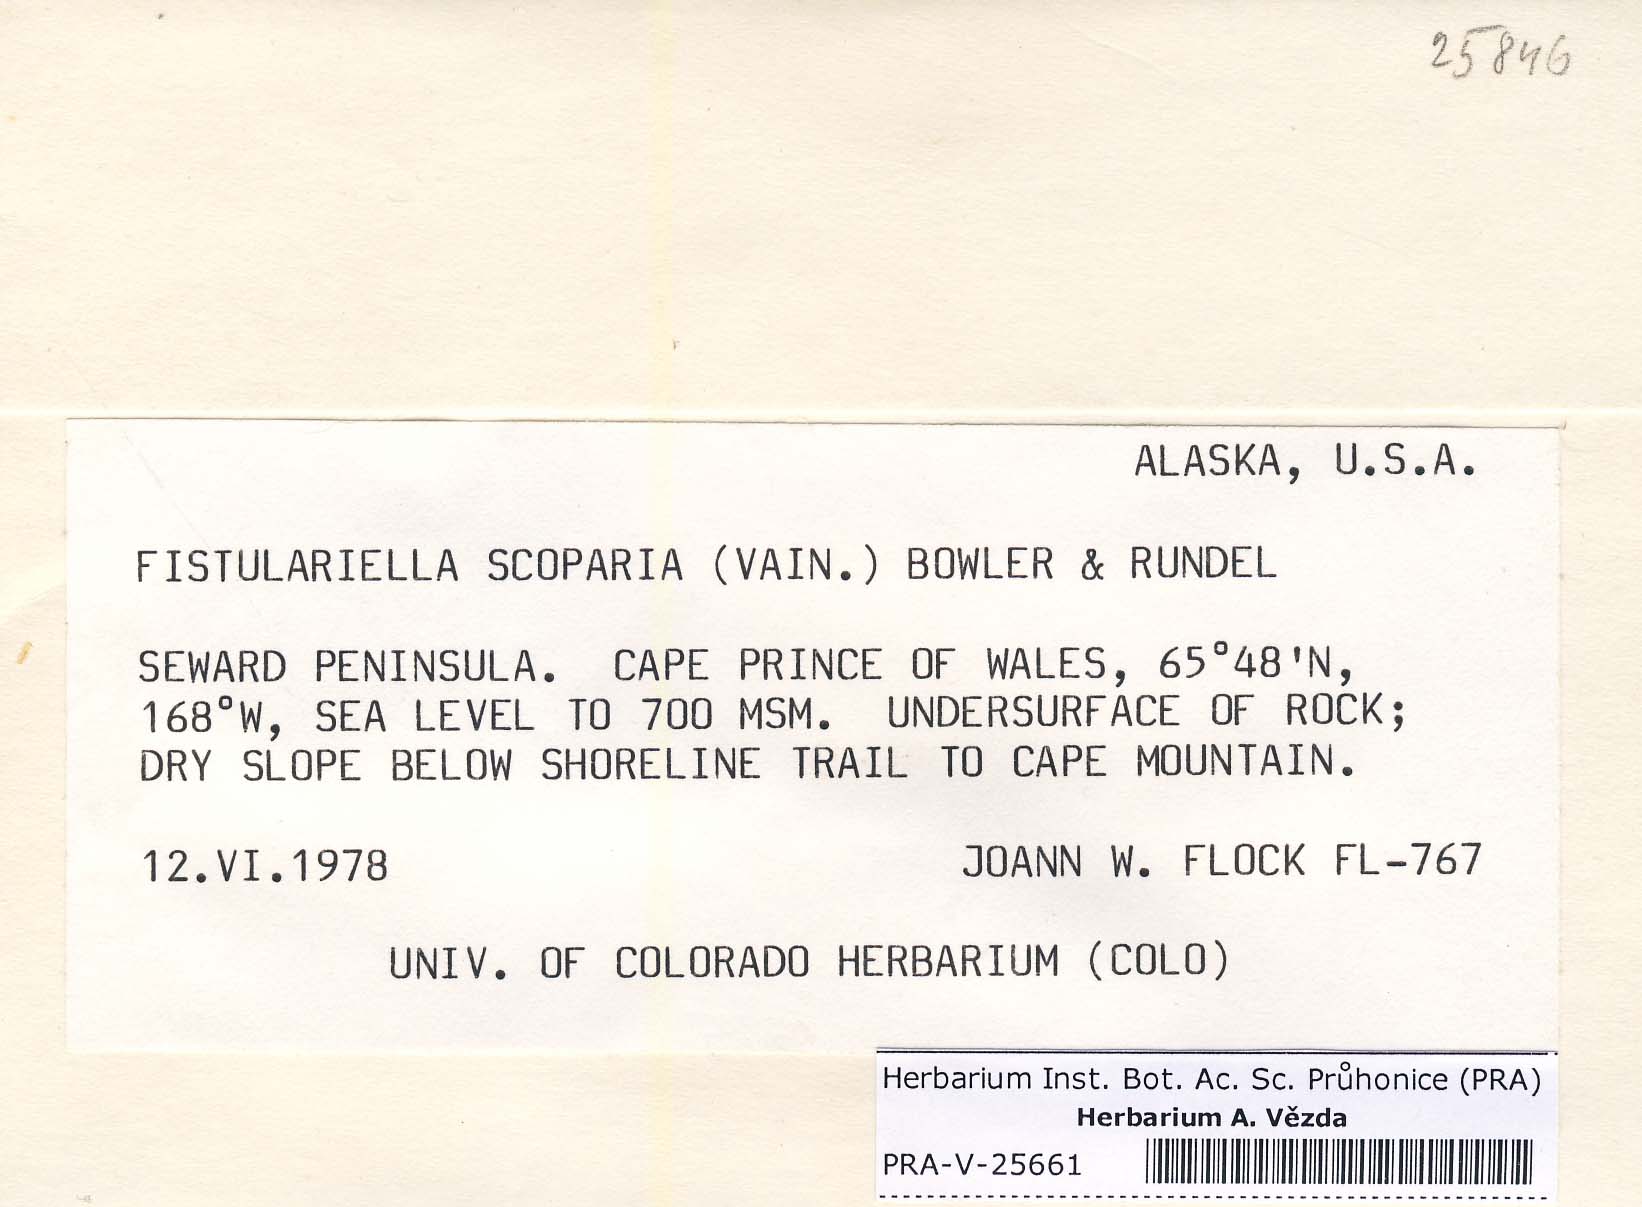 25846
ALASKA, U.S.A.
FISTULARIELLA SCOPARIA (VAIN.) BOWLER & RUNDEL
SEWARD PENINSULA. CAPE PRINCE OF WALES, 65°48'N,
168°W, SEA LEVEL TO 700 MSM. UNDERSURFACE OF ROCK;
DRY SLOPE BELOW SHORELINE TRAIL TO CAPE MOUNTAIN.
12.VI.1978 JOANN W. FLOCK FL-767
UNIV. OF COLORADO HERBARIUM (COLO)
Herbarium Inst. Bot. Ac. Sc. Průhonice (PRA)
Herbarium A. Vězda
PRA-V-25661